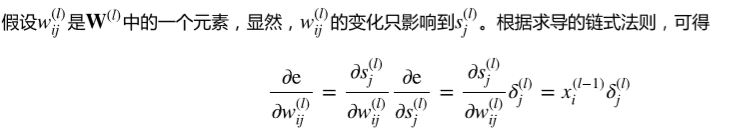 假设$w_{ij}^{(l)}$是$\mathbf{W}^{(l)}$中的一个元素，显然，$w_{ij}^{(l)}$的变化只影响到$s_j^{(l)}$。根据求导的链式法则，可得
$$\frac{\partial \mathrm{e}}{\partial w_{ij}^{(l)}} = \frac{\partial s_j^{(l)}}{\partial w_{ij}^{(l)}} \frac{\partial \mathrm{e}}{\partial s_j^{(l)}} = \frac{\partial s_j^{(l)}}{\partial w_{ij}^{(l)}} \delta_j^{(l)} = x_i^{(l-1)} \delta_j^{(l)}$$